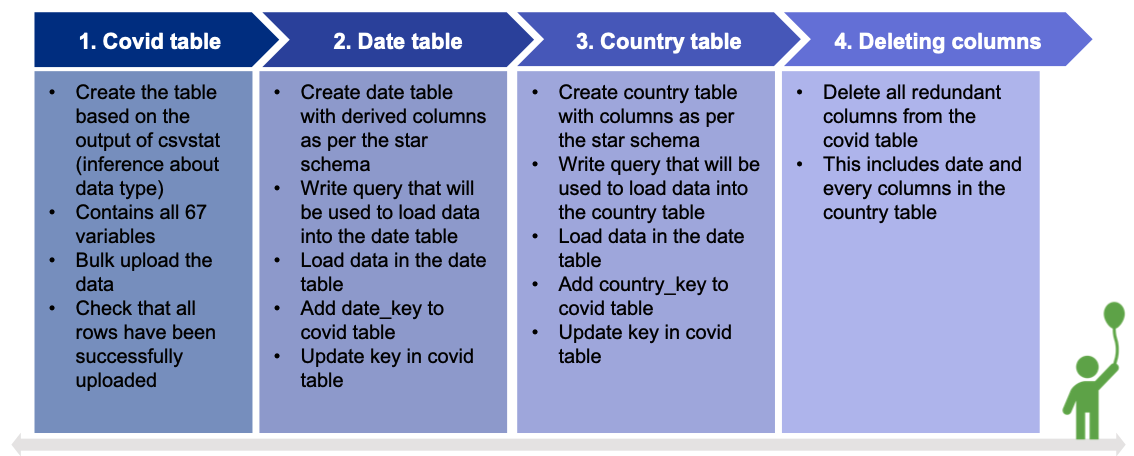 1. Covid table
• Create the table
based on the
output of csvstat
(inference about
data type)
• Contains all 67
variables
• Bulk upload the
data
• Check that all
rows have been
successfully
uploaded
2. Date table
• Create date table
with derived columns
as per the star
schema
• Write query that will
be used to load data
into the date table
• Load data in the date
table
• Add date_key to
covid table
• Update key in covid
table
3. Country table
• Create country table
with columns as per
the star schema
• Write query that will be
used to load data into
the country table
• Load data in the date
table
• Add country_key to
covid table
• Update key in covid
table
4. Deleting columns
• Delete all redundant
columns from the
covid table
• This includes date and
every columns in the
country table